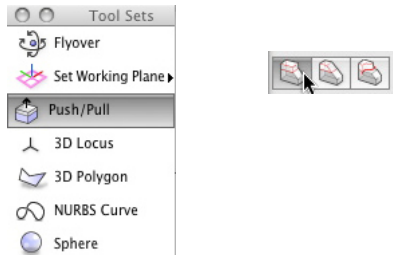 Tool Sets
Flyover
Set Working Plane
Push/Pull
3D Locus
3D Polygon
NURBS Curve
Sphere